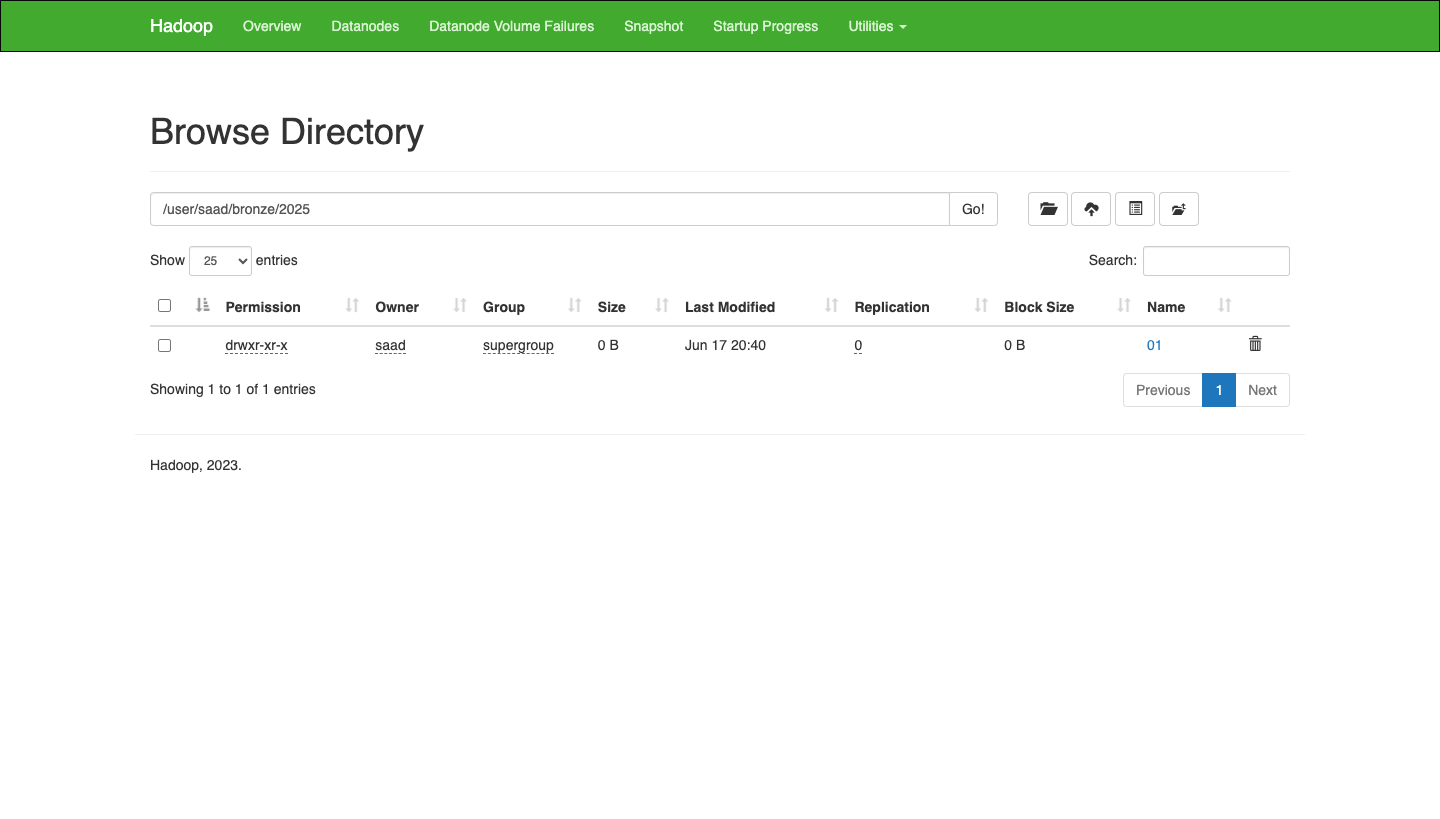 Hadoop Overview Datanodes Datanode Volume Failures Snapshot Startup Progress Utilities
Browse Directory
/user/saad/bronze/2025 Go!
Show 25 entries Search:
Permission Owner Group Size Last Modified Replication Block Size Name
drwxr-xr-x saad supergroup 0 B Jun 17 20:40 0 0 B 01
Showing 1 to 1 of 1 entries Previous 1 Next
Hadoop, 2023.